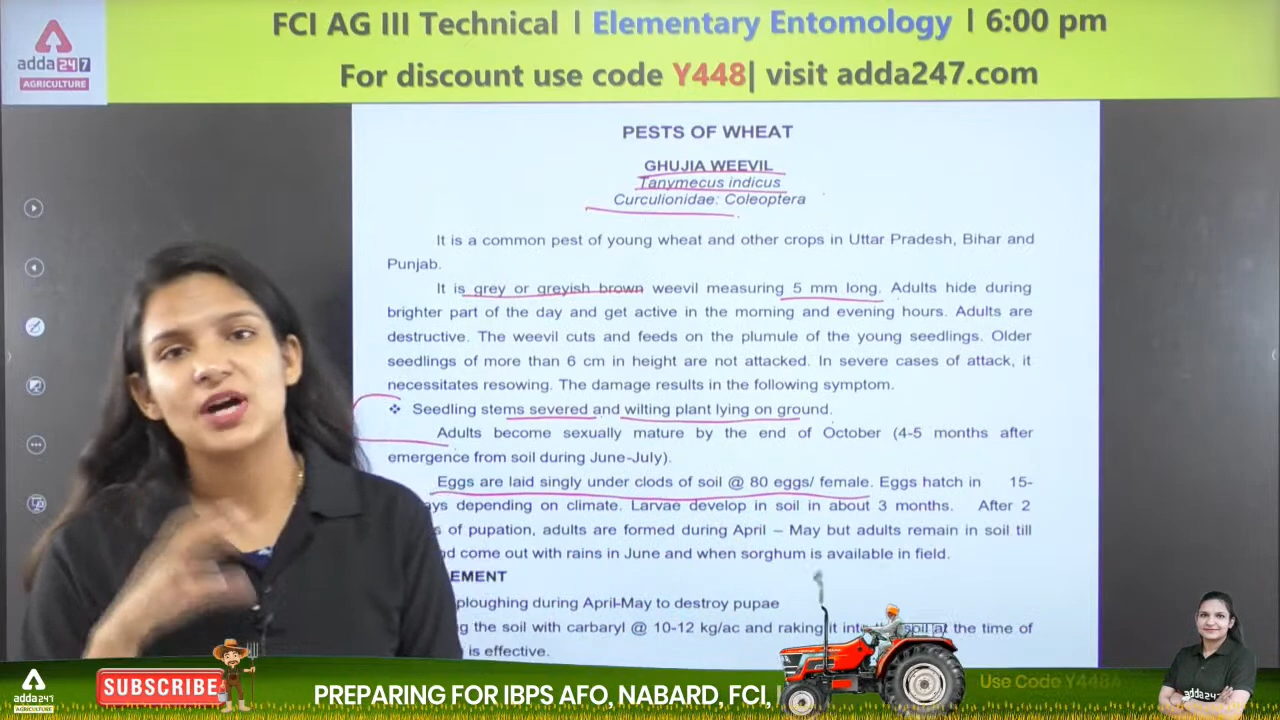 FCI AG III Technical | Elementary Entomology | 6:00 pm
For discount use code Y448| visit adda247.com
adda247
AGRICULTURE
PESTS OF WHEAT
GHUJIA WEEVIL
Tanymecus indicus
Curculionidae: Coleoptera
It is a common pest of young wheat and other crops in Uttar Pradesh, Bihar and
Punjab.
It is grey or greyish brown weevil measuring 5 mm long. Adults hide during
brighter part of the day and get active in the morning and evening hours. Adults are
destructive. The weevil cuts and feeds on the plumule of the young seedlings. Older
seedlings of more than 6 cm in height are not attacked. In severe cases of attack, it
necessitates resowing. The damage results in the following symptom.
❖ Seedling stems severed and wilting plant lying on ground.
Adults become sexually mature by the end of October (4-5 months after
emergence from soil during June-July).
Eggs are laid singly under clods of soil @ 80 eggs/ female. Eggs hatch in 15-
ys depending on climate. Larvae develop in soil in about 3 months. After 2
s of pupation, adults are formed during April – May but adults remain in soil till
d come out with rains in June and when sorghum is available in field.
EMENT
ploughing during April-May to destroy pupae
g the soil with carbaryl @ 10-12 kg/ac and raking it into soil at the time of
is effective.
adda247
AGRICULTURE
SUBSCRIBE
PREPARING FOR IBPS AFO, NABARD, FCI,
Use Code Y448
adda247